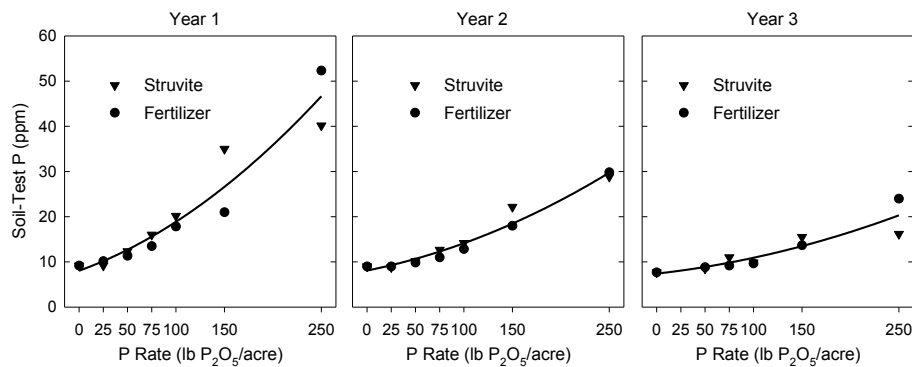 Year 1
Year 2
Year 3
Soil-Test P (ppm)
60
50
40
30
20
10
0
Struvite
Fertilizer
Struvite
Fertilizer
Struvite
Fertilizer
0 25 50 75 100 150 250
0 25 50 75 100 150 250
0 25 50 75 100 150 250
P Rate (lb P₂O₅/acre)
P Rate (lb P₂O₅/acre)
P Rate (lb P₂O₅/acre)